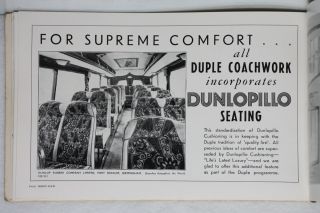 FOR SUPREME COMFORT . . .
all
DUPLE COACHWORK
incorporates
DUNLOPILLO
SEATING
This standardization of Dunlopillo
Cushioning is in keeping with the
Duple tradition of "quality first". All
previous ideas of comfort are super-
seded by Dunlopillo Cushioning—
"Life's Latest Luxury"—and we are
glad to offer this additional feature
as part of the Duple programme.
DUNLOP RUBBER COMPANY LIMITED, FORT DUNLOP, BIRMINGHAM.